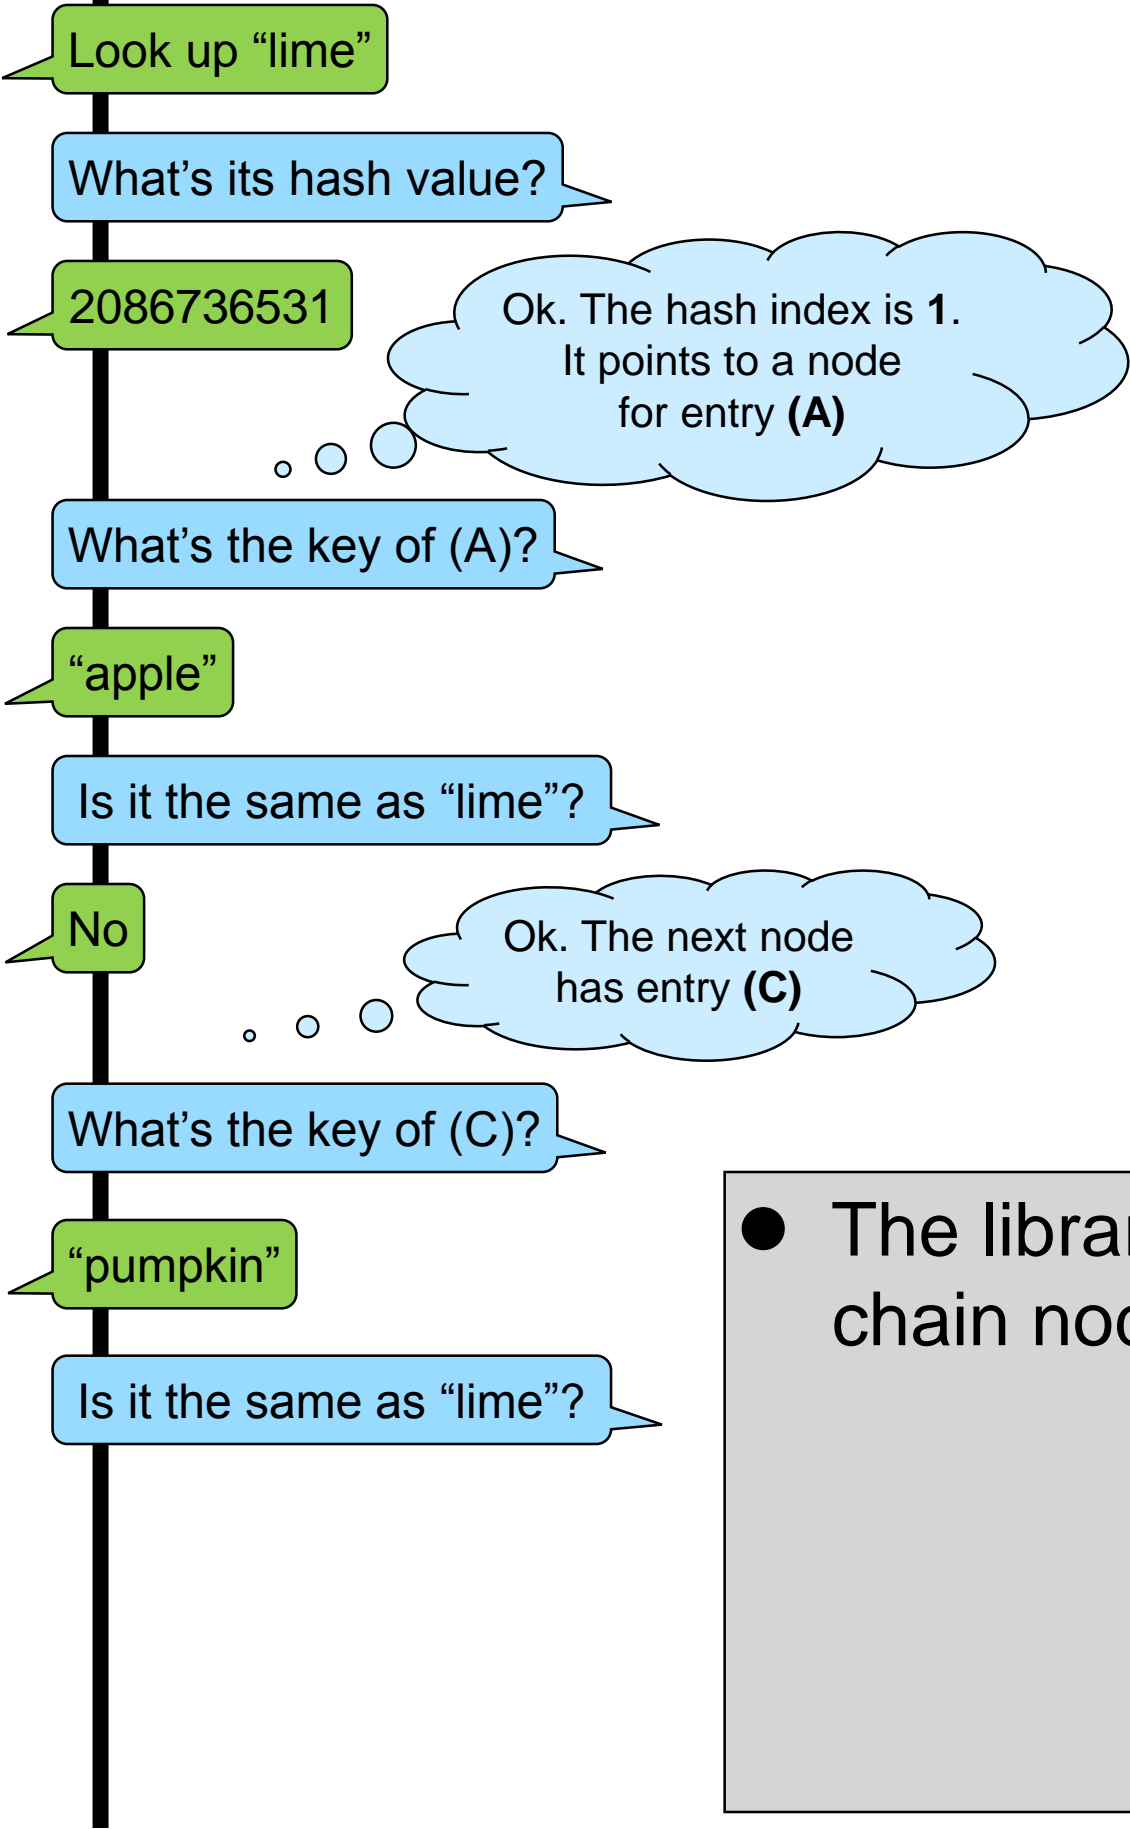 Look up “lime”
What’s its hash value?
2086736531
Ok. The hash index is 1.
It points to a node
for entry (A)
What’s the key of (A)?
“apple”
Is it the same as “lime”?
No
Ok. The next node
has entry (C)
What’s the key of (C)?
“pumpkin”
● The
chain
Is it the same as “lime”?